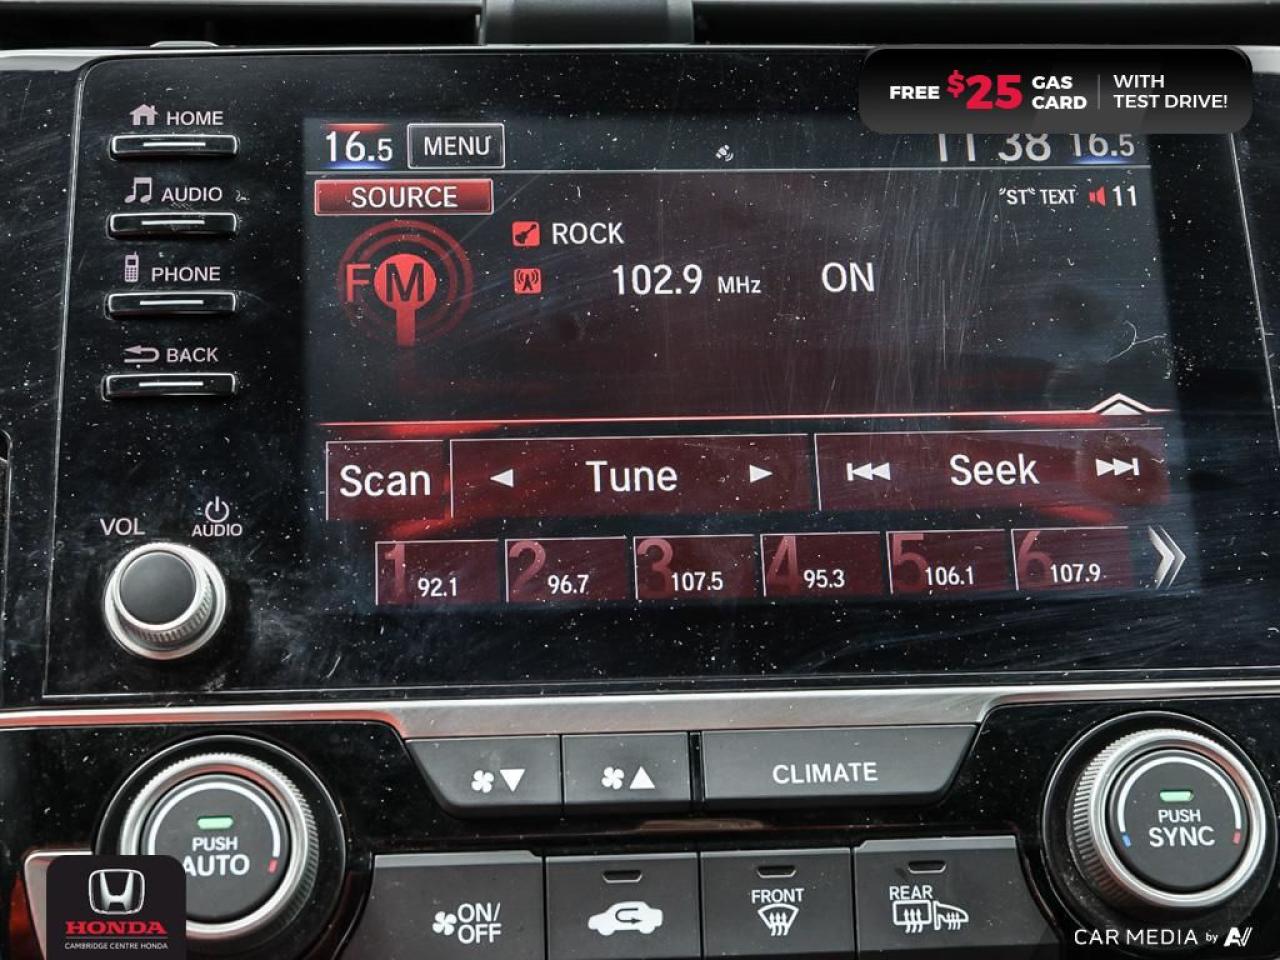 FREE $25 GAS CARD WITH TEST DRIVE!
HOME
AUDIO
PHONE
BACK
VOL
AUDIO
16.5 MENU 11 38 16.5
SOURCE "ST" TEXT 11
ROCK
FM 102.9 MHz ON
Scan Tune Seek
1 92.1 2 96.7 3 107.5 4 95.3 5 106.1 6 107.9
CLIMATE
PUSH AUTO
PUSH SYNC
ON/OFF
FRONT
REAR
HONDA
CAMBRIDGE CENTRE HONDA
CAR MEDIA by AV